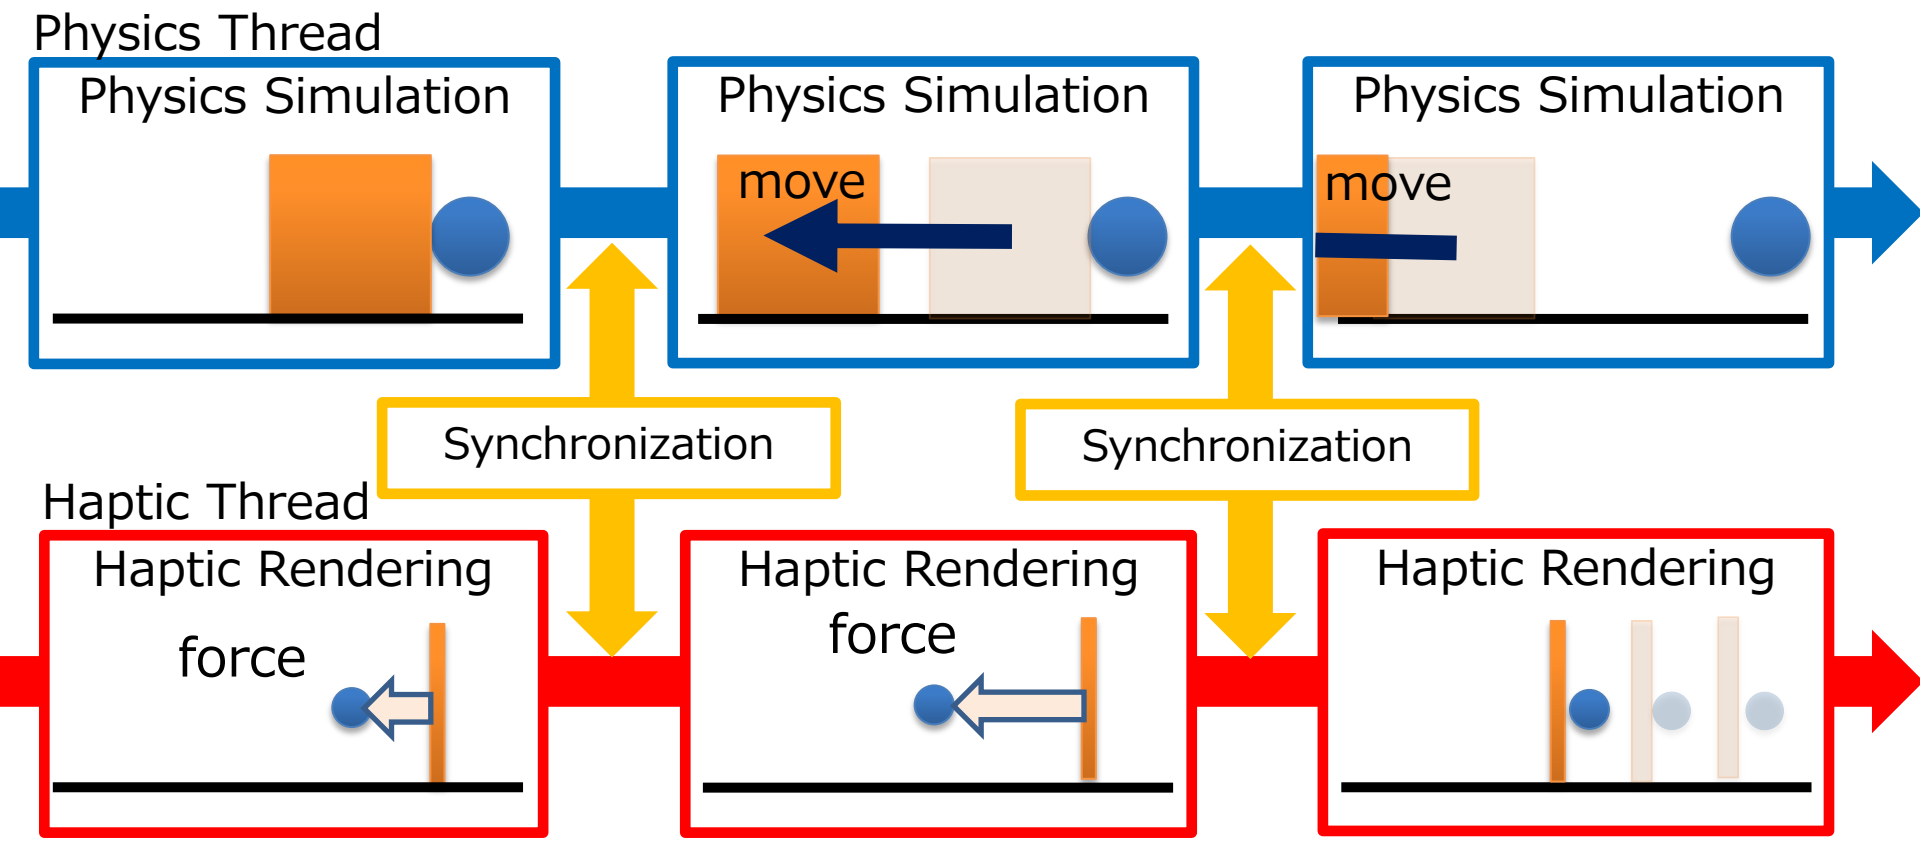 Physics Thread
Physics Simulation
Physics Simulation
Physics Simulation
move
move
Synchronization
Synchronization
Haptic Thread
Haptic Rendering
Haptic Rendering
Haptic Rendering
force
force